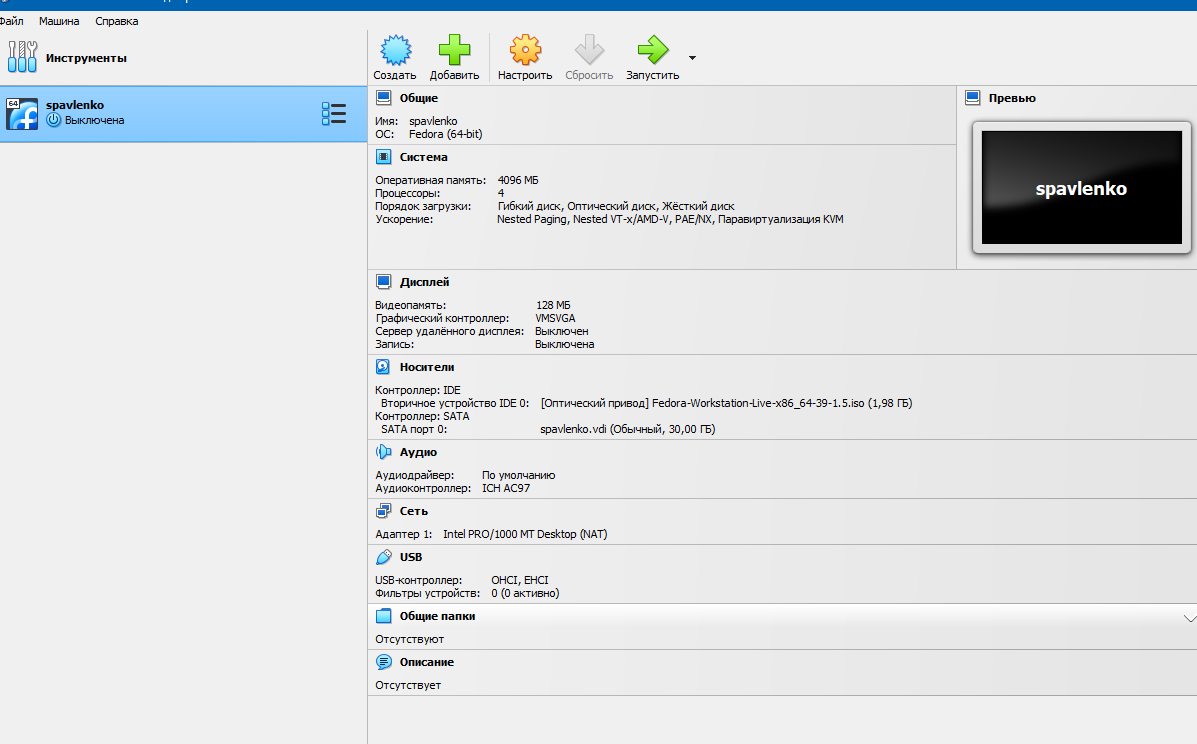 Файл Машина Справка
Инструменты
Создать Добавить Настроить Сбросить Запустить
64
spavlenko
Выключена
Общие
Имя: spavlenko
ОС: Fedora (64-bit)
Превью
spavlenko
Система
Оперативная память: 4096 МБ
Процессоры: 4
Порядок загрузки: Гибкий диск, Оптический диск, Жёсткий диск
Ускорение: Nested Paging, Nested VT-x/AMD-V, PAE/NX, Паравиртуализация KVM
Дисплей
Видеопамять: 128 МБ
Графический контроллер: VMSVGA
Сервер удалённого дисплея: Выключен
Запись: Выключена
Носители
Контроллер: IDE
Вторичное устройство IDE 0: [Оптический привод] Fedora-Workstation-Live-x86_64-39-1.5.iso (1,98 ГБ)
Контроллер: SATA
SATA порт 0: spavlenko.vdi (Обычный, 30,00 ГБ)
Аудио
Аудиодрайвер: По умолчанию
Аудиоконтроллер: ICH AC97
Сеть
Адаптер 1: Intel PRO/1000 MT Desktop (NAT)
USB
USB-контроллер: OHCI, EHCI
Фильтры устройств: 0 (0 активно)
Общие папки
Отсутствуют
Описание
Отсутствует